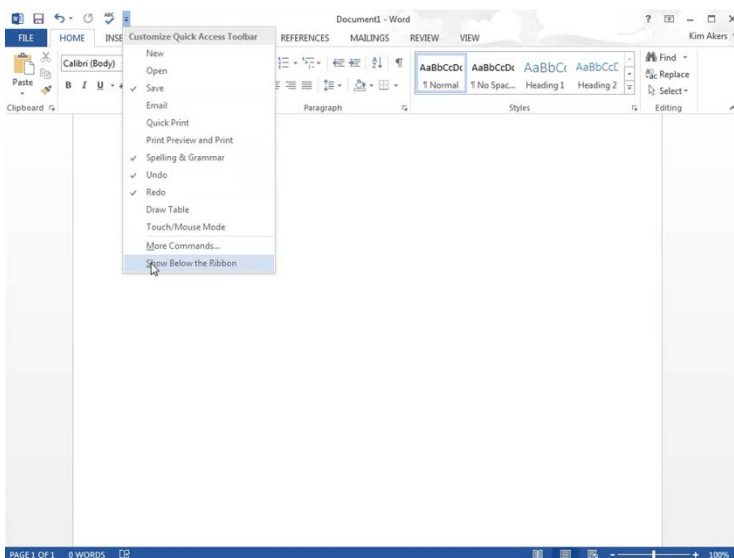 ABC
Document1 - Word
?
FILE HOME INSE REFERENCES MAILINGS REVIEW VIEW Kim Akers
Customize Quick Access Toolbar
New
Open
Save
Email
Quick Print
Print Preview and Print
Spelling & Grammar
Undo
Redo
Draw Table
Touch/Mouse Mode
More Commands...
Show Below the Ribbon
Paste
Clipboard
Calibri (Body)
B I U
Paragraph
AaBbCcDc AaBbCcDc AaBbCc AaBbCcE
¶ Normal ¶ No Spac... Heading 1 Heading 2
Styles
Find
Replace
Select
Editing
PAGE 1 OF 1 0 WORDS 100%